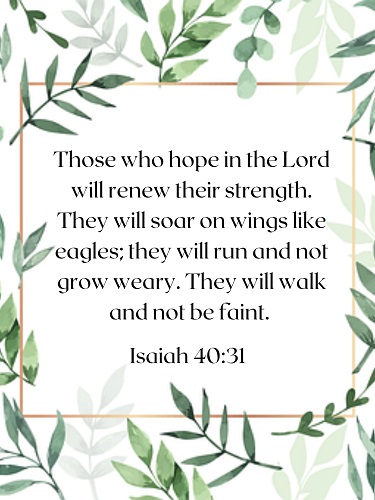 Those who hope in the Lord
will renew their strength.
They will soar on wings like
eagles; they will run and not
grow weary. They will walk
and not be faint.
Isaiah 40:31